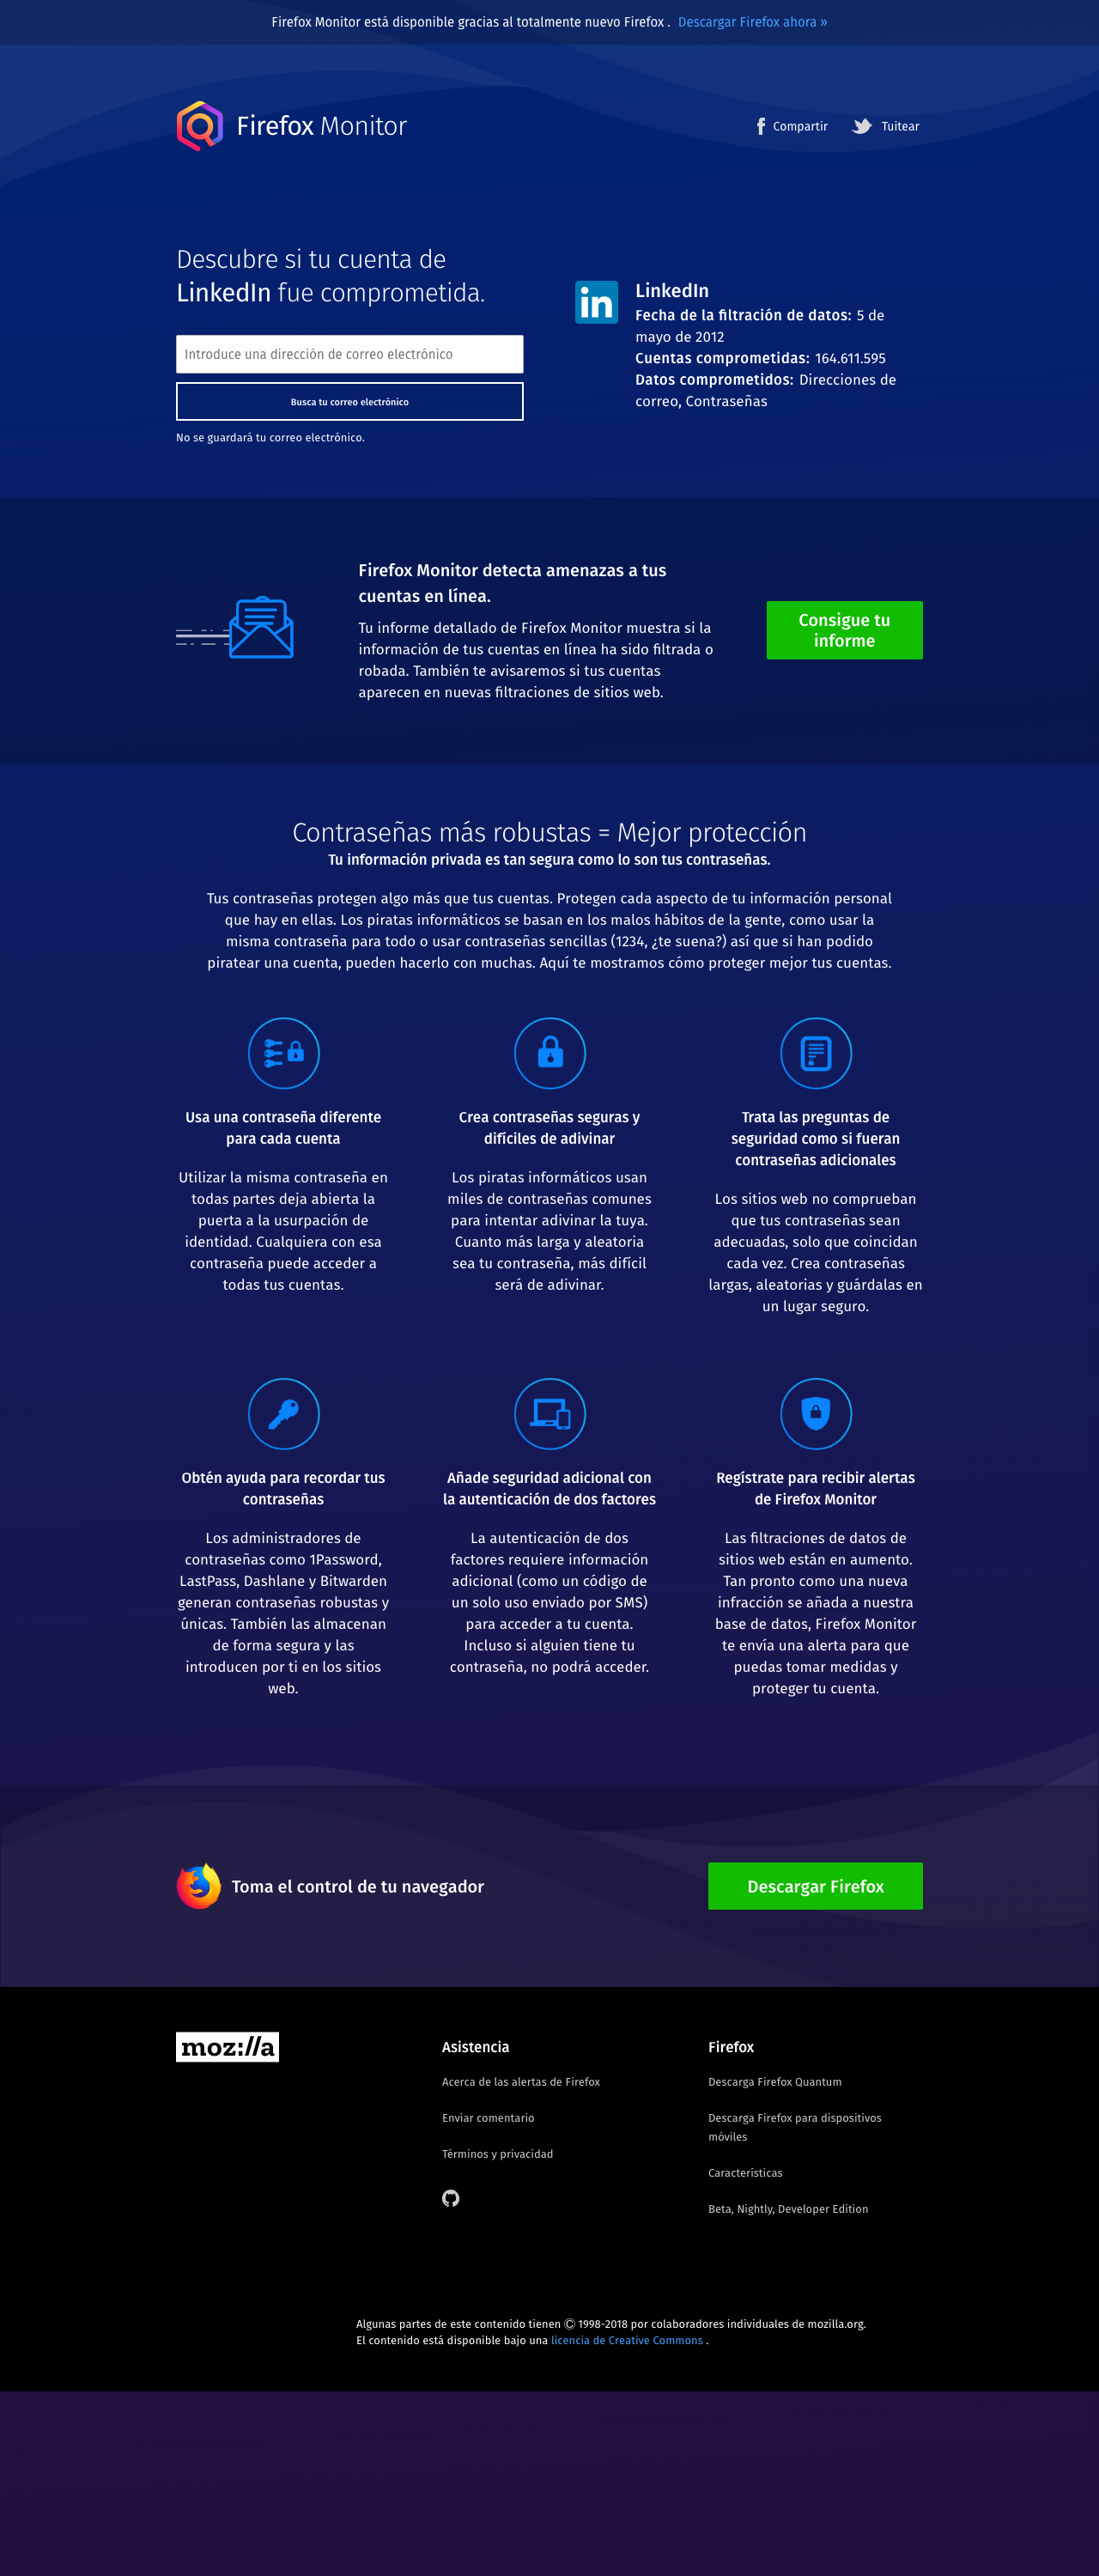 Firefox Monitor está disponible gracias al totalmente nuevo Firefox . Descargar Firefox ahora »
Firefox Monitor
Compartir
Tuitear
Descubre si tu cuenta de
LinkedIn fue comprometida.
Introduce una dirección de correo electrónico
Busca tu correo electrónico
No se guardará tu correo electrónico.
in
LinkedIn
Fecha de la filtración de datos: 5 de
mayo de 2012
Cuentas comprometidas: 164.611.595
Datos comprometidos: Direcciones de
correo, Contraseñas
Firefox Monitor detecta amenazas a tus
cuentas en línea.
Tu informe detallado de Firefox Monitor muestra si la
información de tus cuentas en línea ha sido filtrada o
robada. También te avisaremos si tus cuentas
aparecen en nuevas filtraciones de sitios web.
Consigue tu
informe
Contraseñas más robustas = Mejor protección
Tu información privada es tan segura como lo son tus contraseñas.
Tus contraseñas protegen algo más que tus cuentas. Protegen cada aspecto de tu información personal
que hay en ellas. Los piratas informáticos se basan en los malos hábitos de la gente, como usar la
misma contraseña para todo o usar contraseñas sencillas (1234, ¿te suena?) así que si han podido
piratear una cuenta, pueden hacerlo con muchas. Aquí te mostramos cómo proteger mejor tus cuentas.
Usa una contraseña diferente
para cada cuenta
Utilizar la misma contraseña en
todas partes deja abierta la
puerta a la usurpación de
identidad. Cualquiera con esa
contraseña puede acceder a
todas tus cuentas.
Crea contraseñas seguras y
difíciles de adivinar
Los piratas informáticos usan
miles de contraseñas comunes
para intentar adivinar la tuya.
Cuanto más larga y aleatoria
sea tu contraseña, más difícil
será de adivinar.
Trata las preguntas de
seguridad como si fueran
contraseñas adicionales
Los sitios web no comprueban
que tus contraseñas sean
adecuadas, solo que coincidan
cada vez. Crea contraseñas
largas, aleatorias y guárdalas en
un lugar seguro.
Obtén ayuda para recordar tus
contraseñas
Los administradores de
contraseñas como 1Password,
LastPass, Dashlane y Bitwarden
generan contraseñas robustas y
únicas. También las almacenan
de forma segura y las
introducen por ti en los sitios
web.
Añade seguridad adicional con
la autenticación de dos factores
La autenticación de dos
factores requiere información
adicional (como un código de
un solo uso enviado por SMS)
para acceder a tu cuenta.
Incluso si alguien tiene tu
contraseña, no podrá acceder.
Regístrate para recibir alertas
de Firefox Monitor
Las filtraciones de datos de
sitios web están en aumento.
Tan pronto como una nueva
infracción se añada a nuestra
base de datos, Firefox Monitor
te envía una alerta para que
puedas tomar medidas y
proteger tu cuenta.
Toma el control de tu navegador
Descargar Firefox
moz://a
Asistencia
Acerca de las alertas de Firefox
Enviar comentario
Términos y privacidad
Firefox
Descarga Firefox Quantum
Descarga Firefox para dispositivos
móviles
Características
Beta, Nightly, Developer Edition
Algunas partes de este contenido tienen © 1998-2018 por colaboradores individuales de mozilla.org.
El contenido está disponible bajo una licencia de Creative Commons .